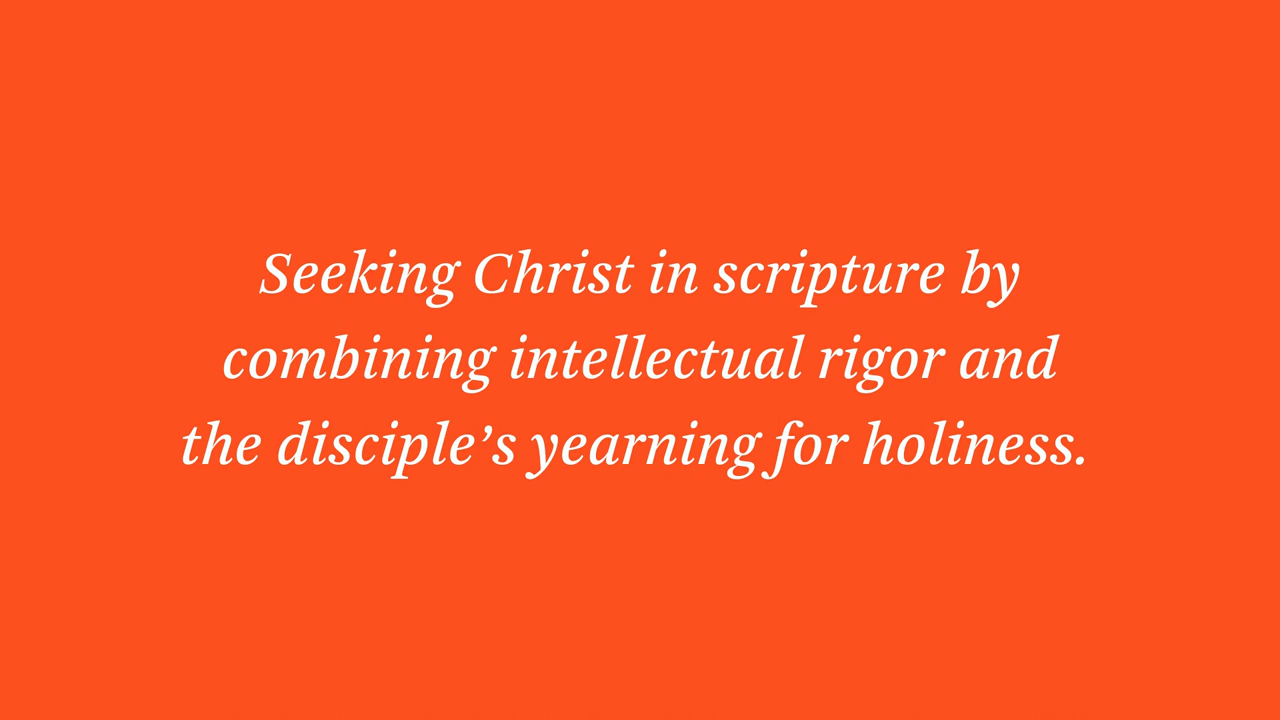 Seeking Christ in scripture by
combining intellectual rigor and
the disciple’s yearning for holiness.